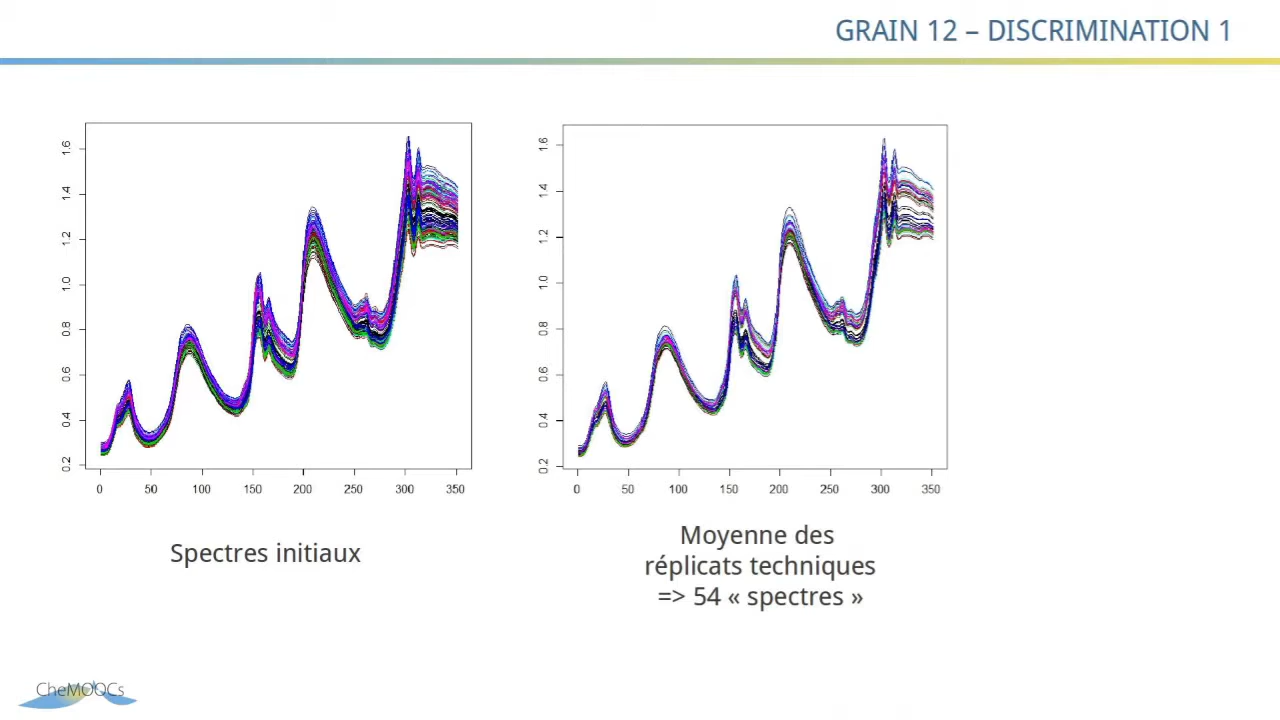 GRAIN 12 – DISCRIMINATION 1
1.6
1.4
1.2
1.0
0.8
0.6
0.4
0.2
0 50 100 150 200 250 300 350
1.6
1.4
1.2
1.0
0.8
0.6
0.4
0.2
0 50 100 150 200 250 300 350
Spectres initiaux
Moyenne des
réplicats techniques
=> 54 « spectres »
CheMOOCs